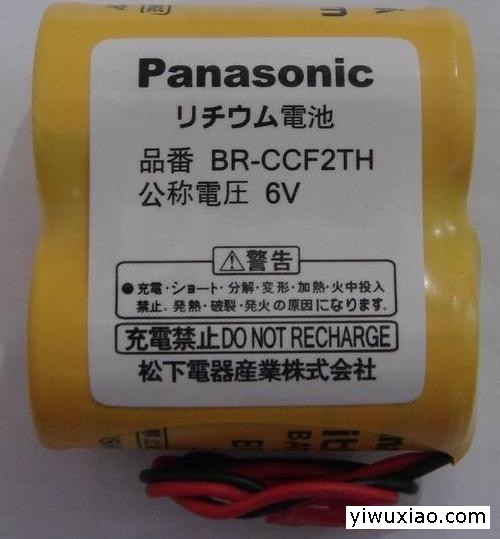 Panasonic
リチウム電池
品番 BR-CCF2TH
公称電圧 6V
⚠警告
●充電・ショート・分解・変形・加熱・火中投入
禁止。発熱・破裂・発火の原因になります。
充電禁止DO NOT RECHARGE
松下電器産業株式会社
yiwuxiao.com